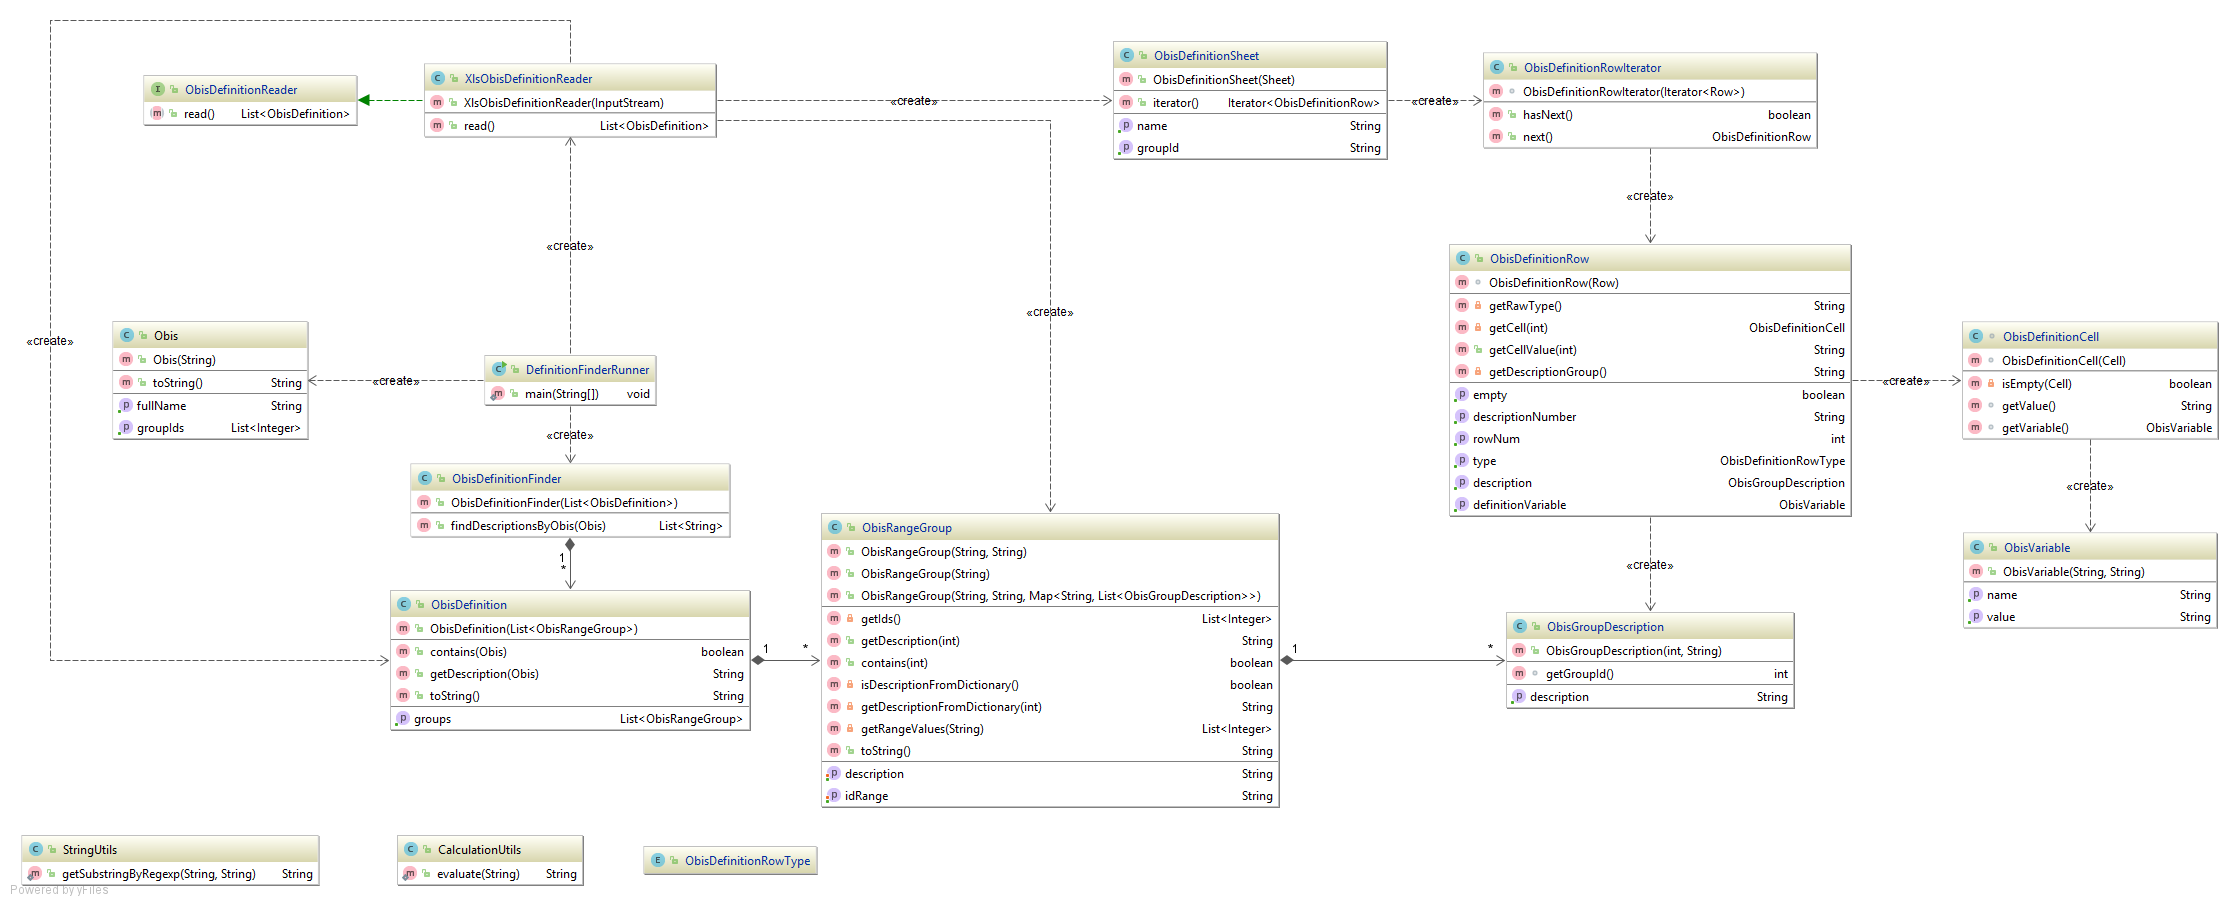 ObisDefinitionReader
read() List<ObisDefinition>
XlsObisDefinitionReader
XlsObisDefinitionReader(InputStream)
read() List<ObisDefinition>
«create»
ObisDefinitionSheet
ObisDefinitionSheet(Sheet)
iterator() Iterator<ObisDefinitionRow>
name String
groupId String
«create»
ObisDefinitionRowIterator
ObisDefinitionRowIterator(Iterator<Row>)
hasNext() boolean
next() ObisDefinitionRow
«create»
«create»
«create»
«create»
Obis
Obis(String)
toString() String
fullName String
groupIds List<Integer>
«create»
DefinitionFinderRunner
main(String[]) void
«create»
ObisDefinitionFinder
ObisDefinitionFinder(List<ObisDefinition>)
findDescriptionsByObis(Obis) List<String>
1
*
ObisDefinition
ObisDefinition(List<ObisRangeGroup>)
contains(Obis) boolean
getDescription(Obis) String
toString() String
groups List<ObisRangeGroup>
1 *
ObisRangeGroup
ObisRangeGroup(String, String)
ObisRangeGroup(String)
ObisRangeGroup(String, String, Map<String, List<ObisGroupDescription>>)
getIds() List<Integer>
getDescription(int) String
contains(int) boolean
isDescriptionFromDictionary() boolean
getDescriptionFromDictionary(int) String
getRangeValues(String) List<Integer>
toString() String
description String
idRange String
1 *
ObisDefinitionRow
ObisDefinitionRow(Row)
getRawType() String
getCell(int) ObisDefinitionCell
getCellValue(int) String
getDescriptionGroup() String
empty boolean
descriptionNumber String
rowNum int
type ObisDefinitionRowType
description ObisGroupDescription
definitionVariable ObisVariable
«create»
ObisDefinitionCell
ObisDefinitionCell(Cell)
isEmpty(Cell) boolean
getValue() String
getVariable() ObisVariable
«create»
ObisVariable
ObisVariable(String, String)
name String
value String
«create»
ObisGroupDescription
ObisGroupDescription(int, String)
getGroupId() int
description String
StringUtils
getSubstringByRegexp(String, String) String
CalculationUtils
evaluate(String) String
ObisDefinitionRowType
Powered by yFiles